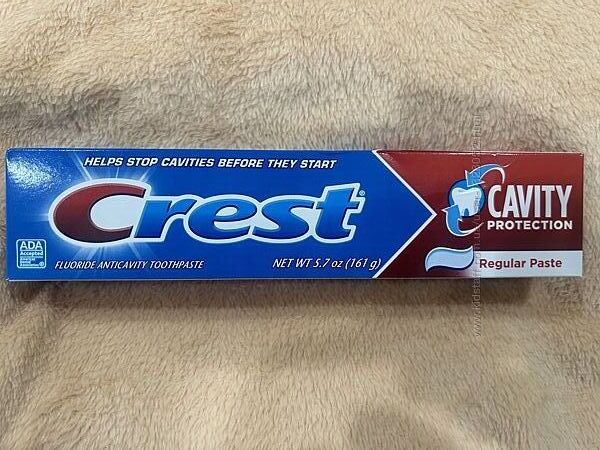 HELPS STOP CAVITIES BEFORE THEY START
Crest
ADA
Accepted
FLUORIDE ANTICAVITY TOOTHPASTE
NET WT 5.7 oz (161 g)
CAVITY
PROTECTION
Regular Paste